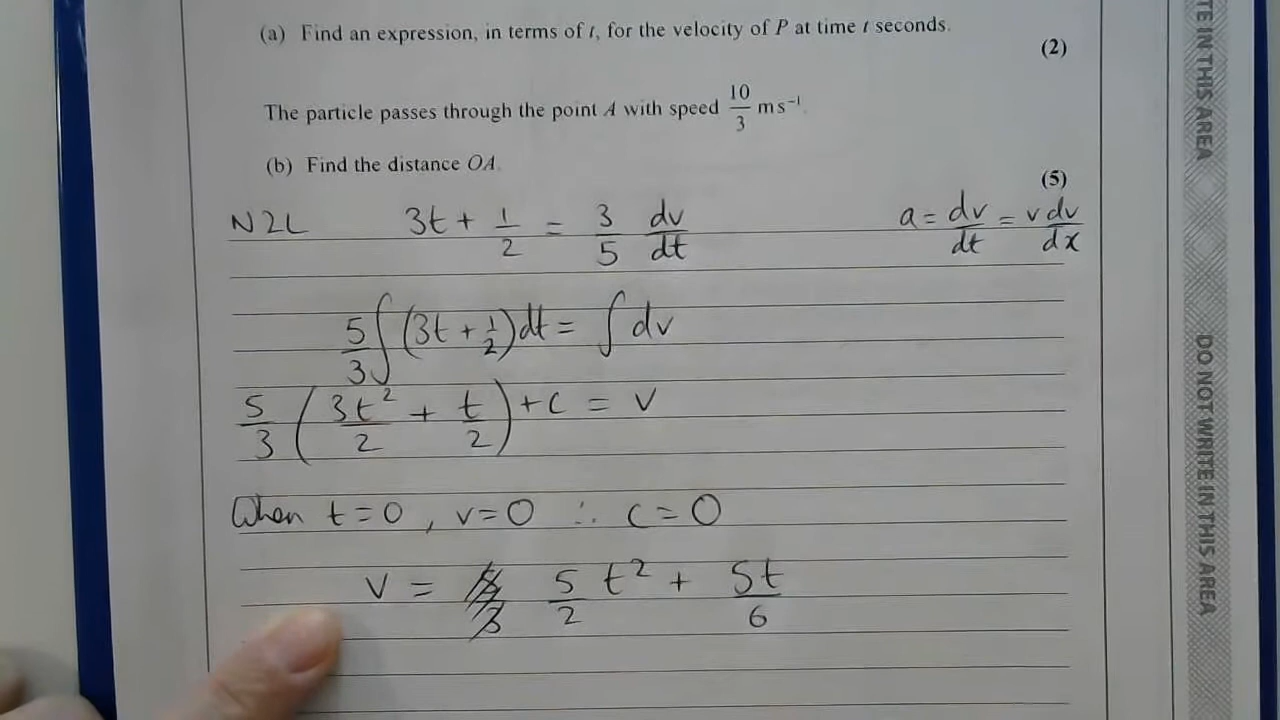 (a) Find an expression, in terms of t, for the velocity of P at time t seconds.
(2)
The particle passes through the point A with speed 10/3 m s⁻¹
(b) Find the distance OA.
(5)
N2L 3t + 1/2 = 3/5 dv/dt a = dv/dt = v dv/dx
5/3 ∫ (3t + 1/2) dt = ∫ dv
5/3 (3t²/2 + t/2) + c = v
When t = 0, v = 0 ∴ c = 0
v = 5/2 t² + 5t/6
TE IN THIS AREA
DO NOT WRITE IN THIS AREA